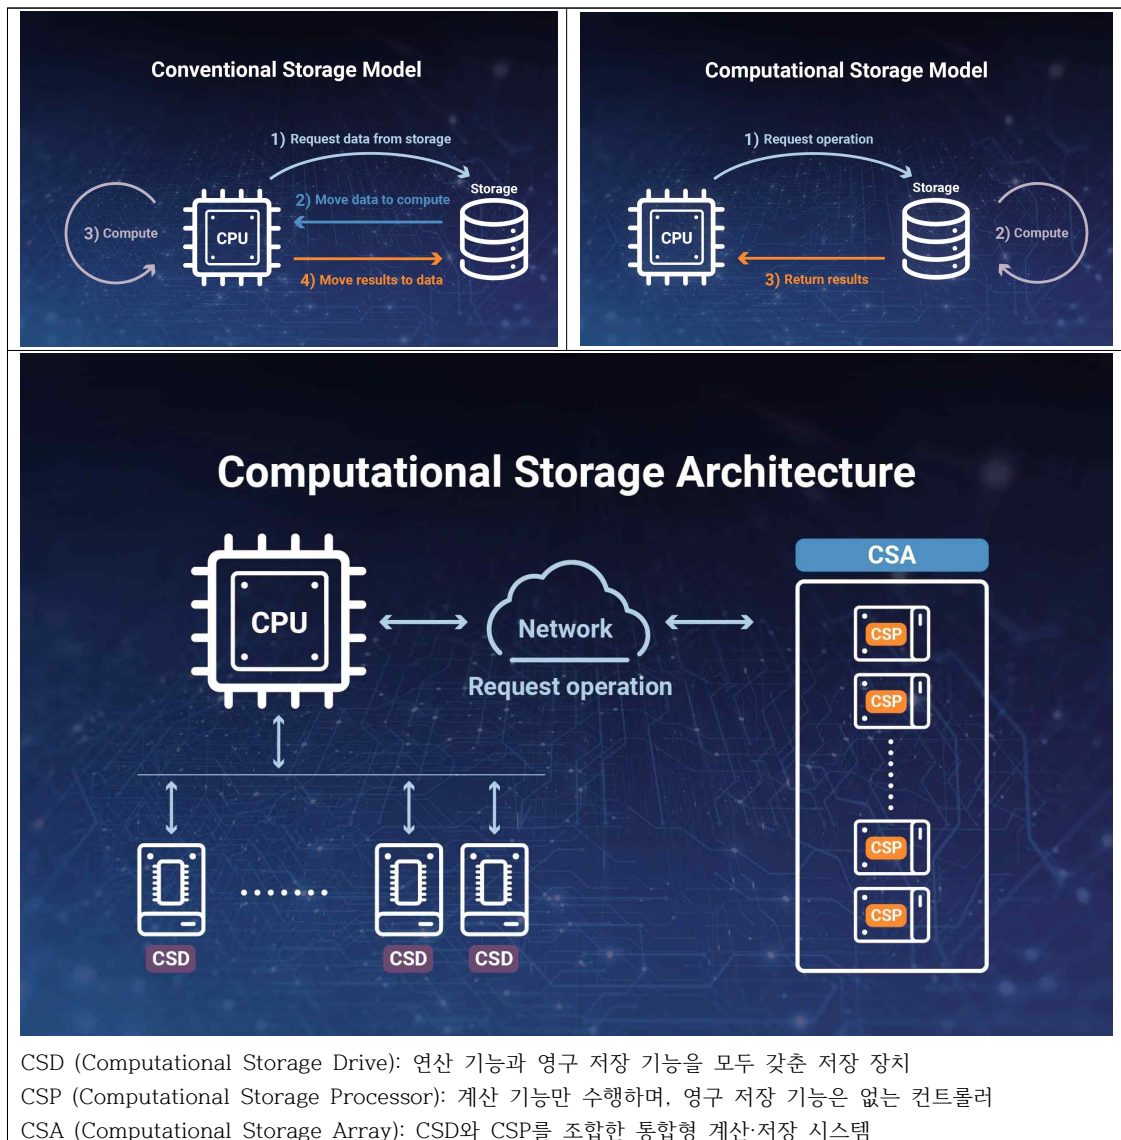 Conventional Storage Model
1) Request data from storage
Storage
2) Move data to compute
3) Compute
CPU
4) Move results to data
Computational Storage Model
1) Request operation
Storage
CPU
2) Compute
3) Return results
Computational Storage Architecture
CSA
CPU
Network
Request operation
CSP
CSP
CSP
CSP
CSD
CSD
CSD
CSD (Computational Storage Drive): 연산 기능과 영구 저장 기능을 모두 갖춘 저장 장치
CSP (Computational Storage Processor): 계산 기능만 수행하며, 영구 저장 기능은 없는 컨트롤러
CSA (Computational Storage Array): CSD와 CSP를 조합한 통합형 계산·저장 시스템